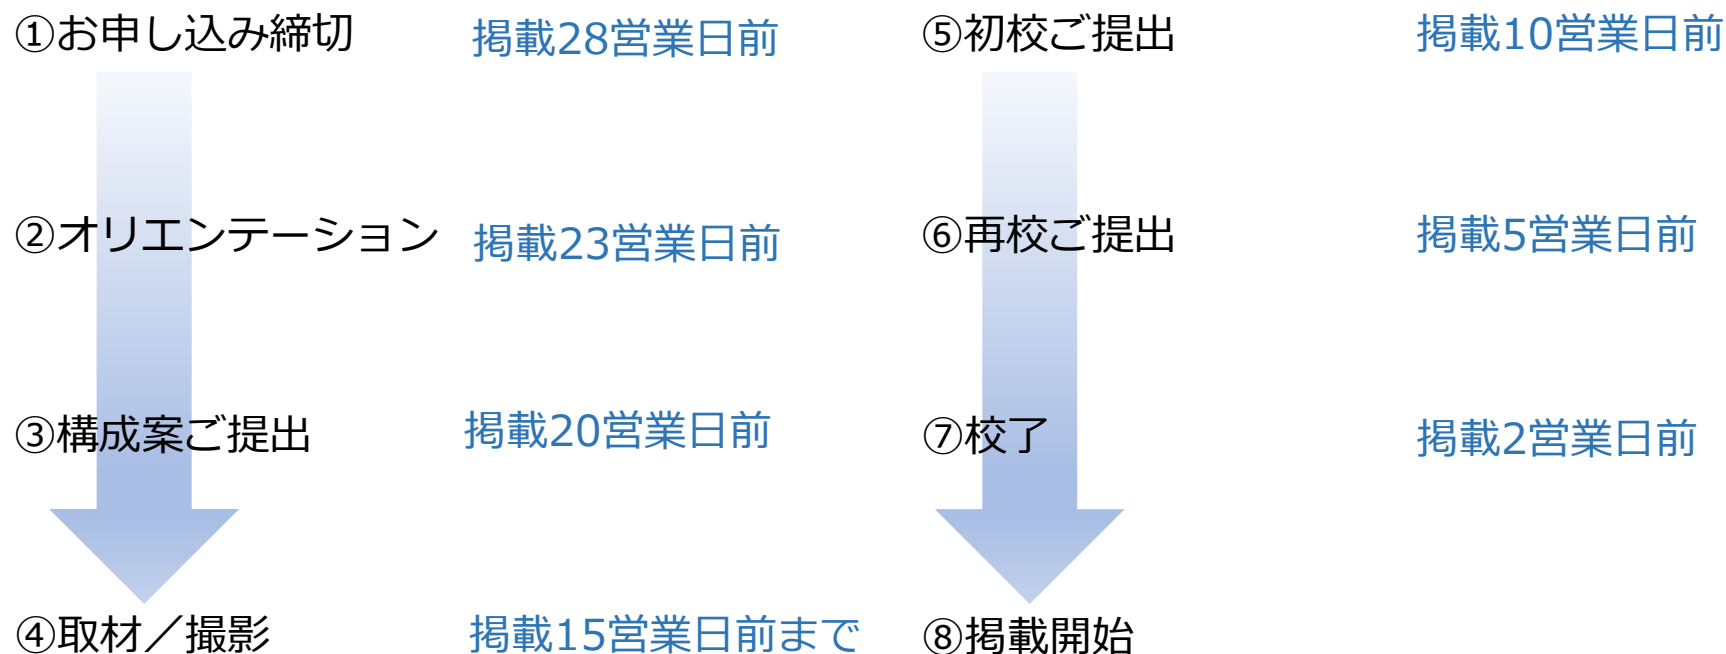 ①お申し込み締切 掲載28営業日前
②オリエンテーション 掲載23営業日前
③構成案ご提出 掲載20営業日前
④取材／撮影 掲載15営業日前まで
⑤初校ご提出 掲載10営業日前
⑥再校ご提出 掲載5営業日前
⑦校了 掲載2営業日前
⑧掲載開始